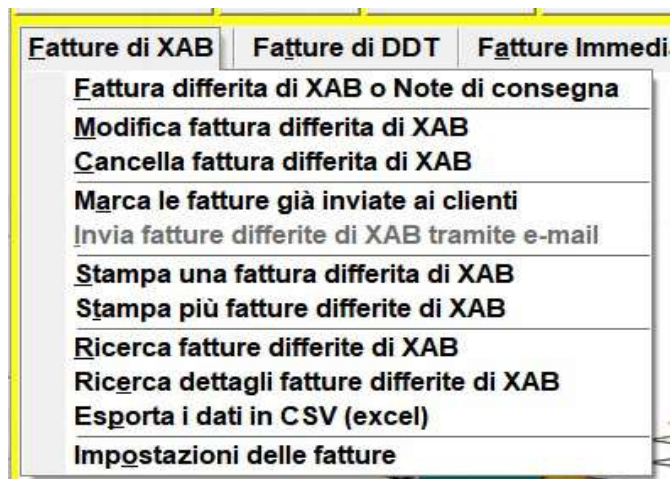 Fatture di XAB Fatture di DDT Fatture Immedi
Fattura differita di XAB o Note di consegna
Modifica fattura differita di XAB
Cancella fattura differita di XAB
Marca le fatture già inviate ai clienti
Invia fatture differite di XAB tramite e-mail
Stampa una fattura differita di XAB
Stampa più fatture differite di XAB
Ricerca fatture differite di XAB
Ricerca dettagli fatture differite di XAB
Esporta i dati in CSV (excel)
Impostazioni delle fatture